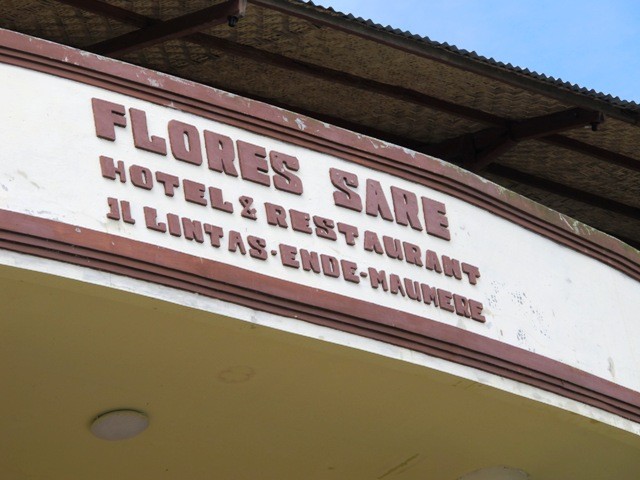 FLORES SARE
HOTEL & RESTAURANT
Jl LINTAS·ENDE-MAUMERE